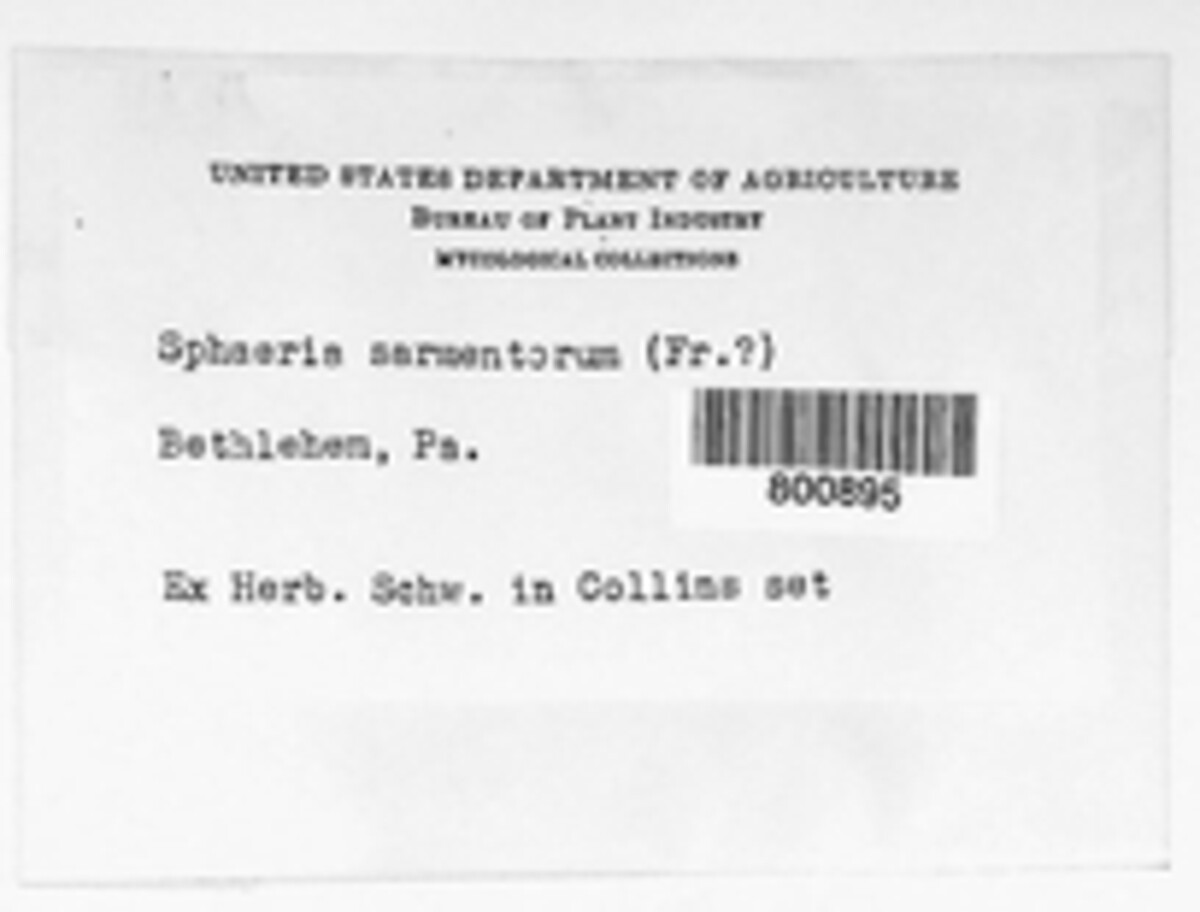 UNITED STATES DEPARTMENT OF AGRICULTURE
BUREAU OF PLANT INDUSTRY
MYCOLOGICAL COLLECTIONS
Sphaeria sarmentorum (Fr.?)
Bethlehem, Pa.
800895
Ex Herb. Schw. in Collins set